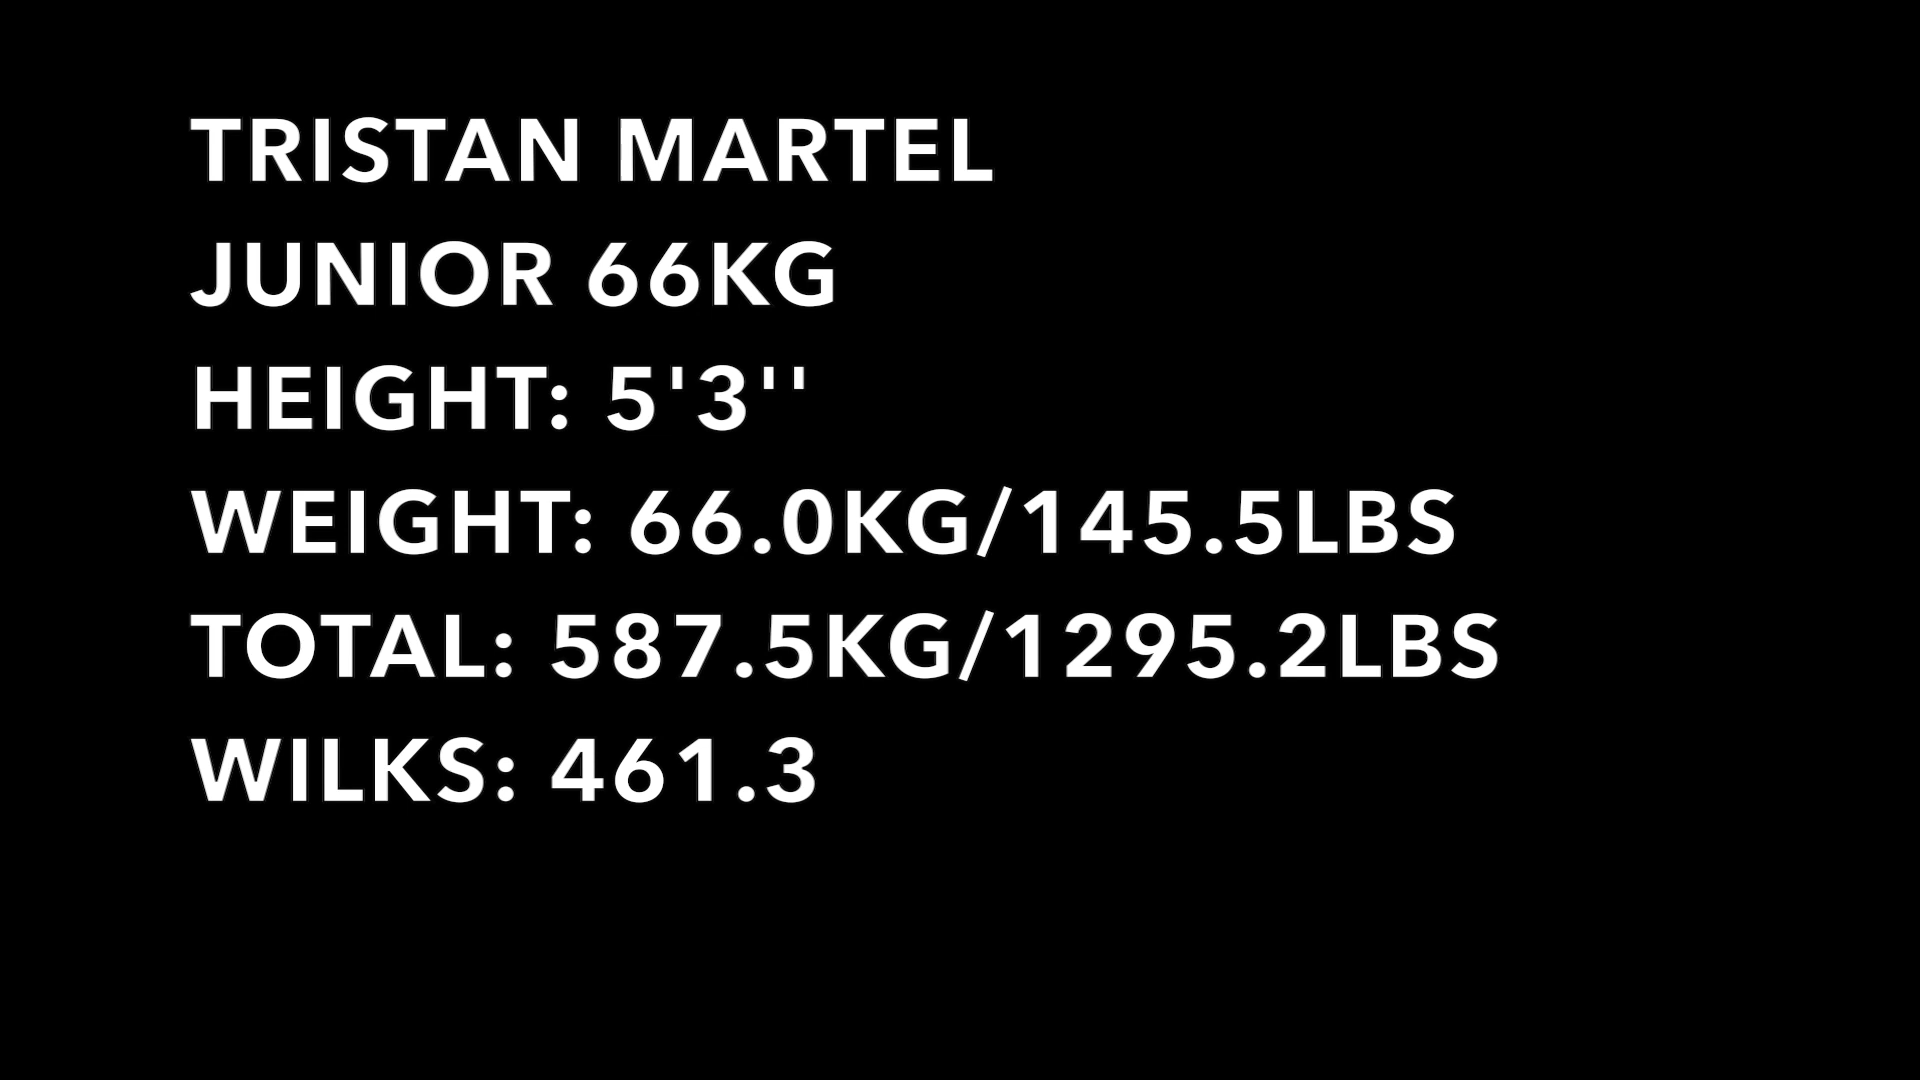 TRISTAN MARTEL
JUNIOR 66KG
HEIGHT: 5'3''
WEIGHT: 66.0KG/145.5LBS
TOTAL: 587.5KG/1295.2LBS
WILKS: 461.3